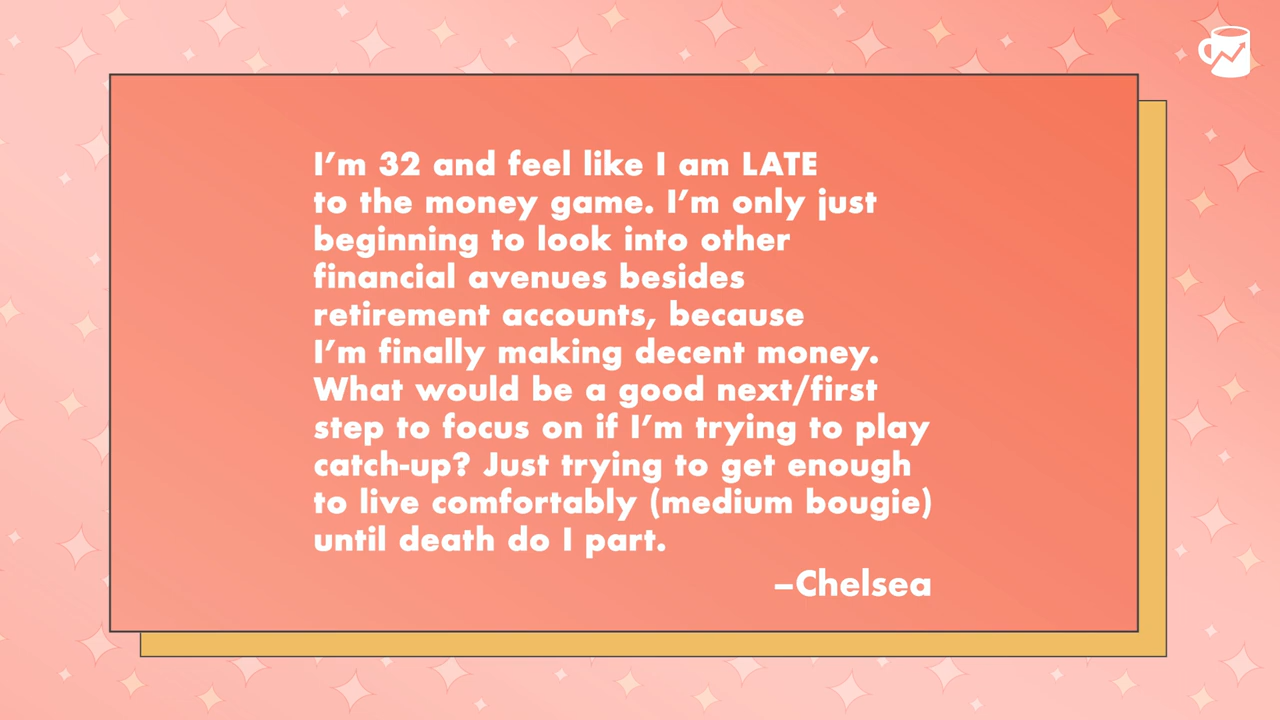 I’m 32 and feel like I am LATE
to the money game. I’m only just
beginning to look into other
financial avenues besides
retirement accounts, because
I’m finally making decent money.
What would be a good next/first
step to focus on if I’m trying to play
catch-up? Just trying to get enough
to live comfortably (medium bougie)
until death do I part.
–Chelsea